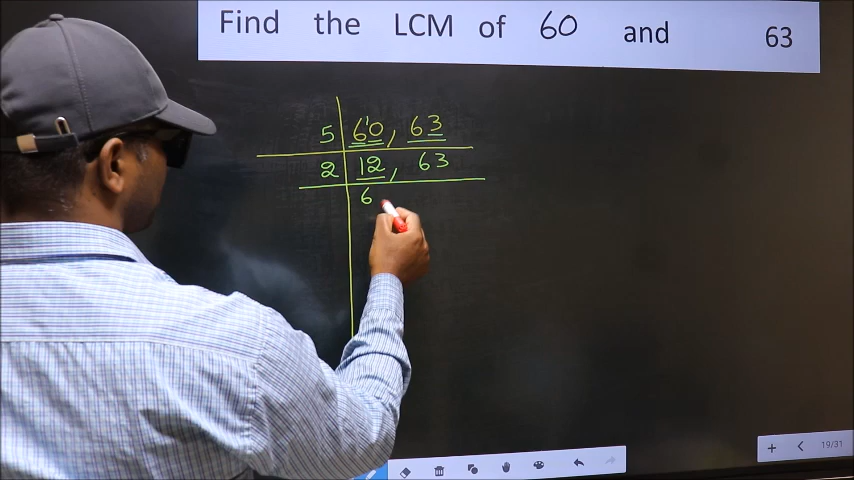 Find the LCM of 60 and 63
5 60, 63
2 12, 63
6
19/31